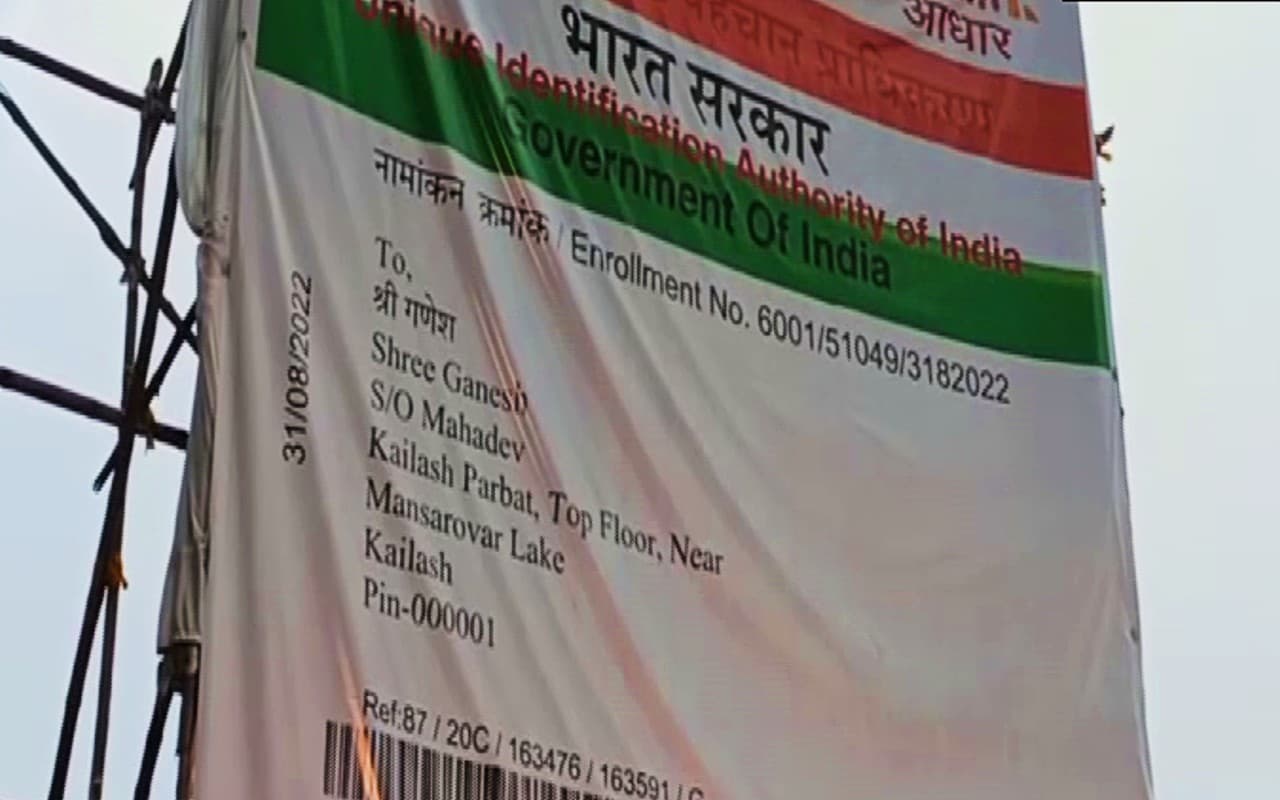 आधार
पहचान प्राधिकरण
भारत सरकार
Unique Identification Authority of India
Government Of India
नामांकन क्रमांक / Enrollment No. 6001/51049/3182022
To,
श्री गणेश
Shree Ganesh
S/O Mahadev
Kailash Parbat, Top Floor, Near
Mansarovar Lake
Kailash
Pin-000001
31/08/2022
Ref:87 / 20C / 163476 / 163591 /